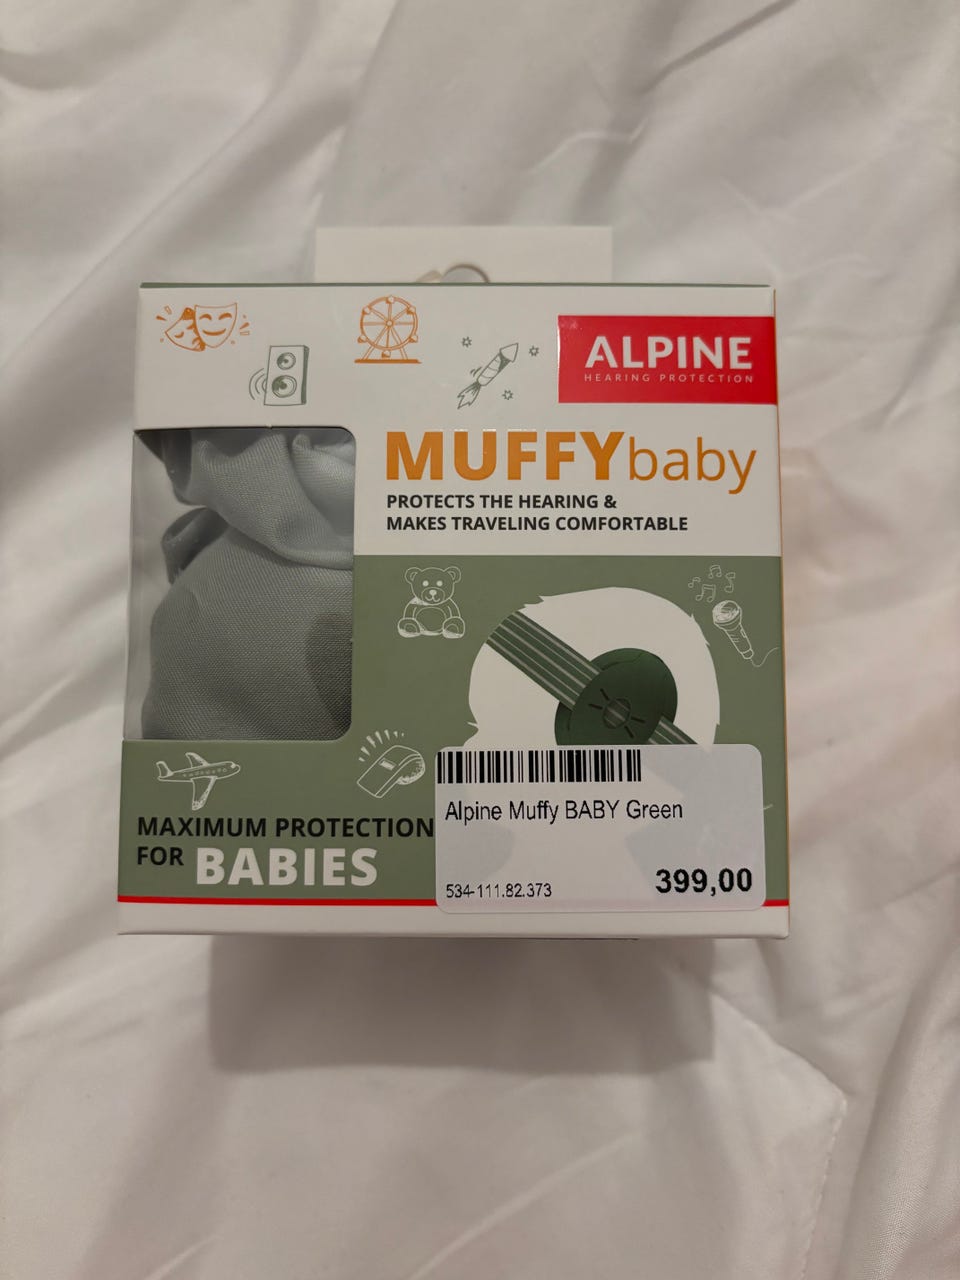 ALPINE
HEARING PROTECTION
MUFFYbaby
PROTECTS THE HEARING &
MAKES TRAVELING COMFORTABLE
MAXIMUM PROTECTION
FOR BABIES
Alpine Muffy BABY Green
534-111.82.373
399,00